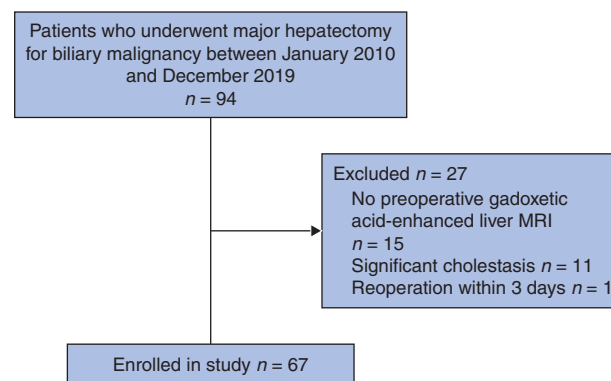 Patients who underwent major hepatectomy
for biliary malignancy between January 2010
and December 2019
n = 94
Excluded n = 27
No preoperative gadoxetic
acid-enhanced liver MRI
n = 15
Significant cholestasis n = 11
Reoperation within 3 days n = 1
Enrolled in study n = 67